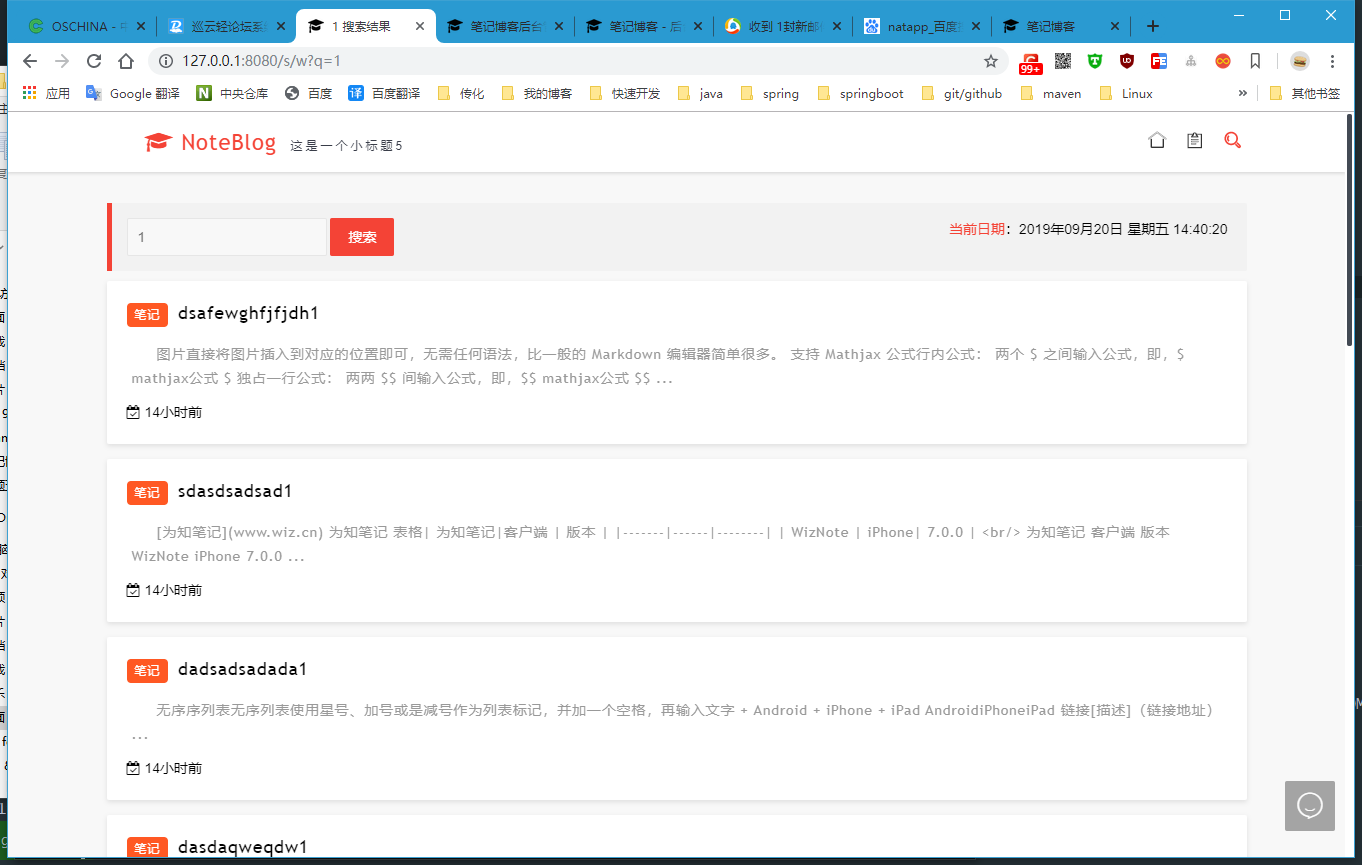 OSCHINA - 中
巡云轻论坛系统
1 搜索结果
笔记博客后台
笔记博客 - 后
收到 1封新邮
natapp_百度
笔记博客
127.0.0.1:8080/s/w?q=1
99+
应用
Google 翻译
中央仓库
百度
百度翻译
传化
我的博客
快速开发
java
spring
springboot
git/github
maven
Linux
»
其他书签
NoteBlog 这是一个小标题5
1
搜索
当前日期：2019年09月20日 星期五 14:40:20
笔记 dsafewghfjfjdh1
图片直接将图片插入到对应的位置即可，无需任何语法，比一般的 Markdown 编辑器简单很多。 支持 Mathjax 公式行内公式： 两个 $ 之间输入公式，即，$
mathjax公式 $ 独占一行公式： 两两 $$ 间输入公式，即，$$ mathjax公式 $$ ...
14小时前
笔记 sdasdsadsad1
[为知笔记](www.wiz.cn) 为知笔记 表格| 为知笔记|客户端 | 版本 | |-------|------|--------| | WizNote | iPhone| 7.0.0 | <br/> 为知笔记 客户端 版本
WizNote iPhone 7.0.0 ...
14小时前
笔记 dadsadsadada1
无序序列表无序列表使用星号、加号或是减号作为列表标记，并加一个空格，再输入文字 + Android + iPhone + iPad AndroidiPhoneiPad 链接[描述]（链接地址）
...
14小时前
笔记 dasdaqweqdw1